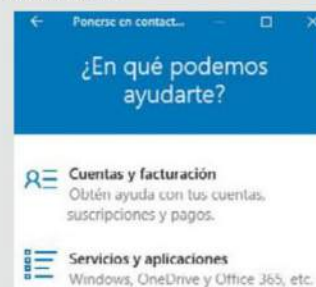 Ponerse en contact...
¿En qué podemos
ayudarte?
Cuentas y facturación
Obtén ayuda con tus cuentas,
suscripciones y pagos.
Servicios y aplicaciones
Windows, OneDrive y Office 365, etc.